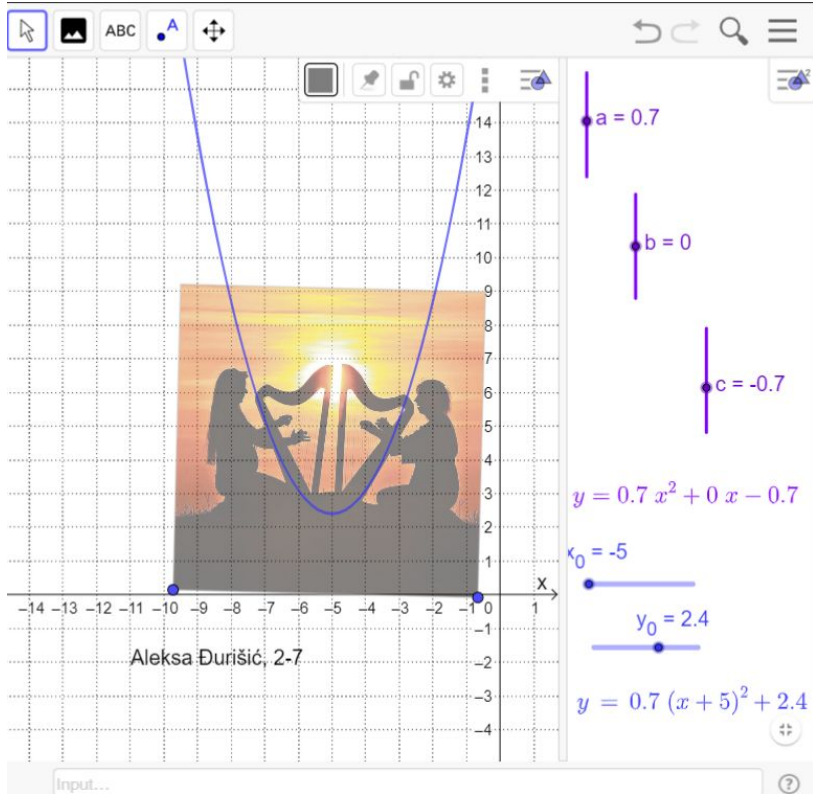 ABC
A
a = 0.7
14
13
12
11
b = 0
10
9
8
7
6
c = -0.7
5
4
3
y = 0.7 x² + 0 x − 0.7
2
1
x₀ = -5
x
–14 –13 –12 –11 –10 –9 –8 –7 –6 –5 –4 –3 –2 –1 0 1
y₀ = 2.4
–1
Aleksa Đurišić, 2-7
–2
–3
y = 0.7 (x + 5)² + 2.4
–4
Input...
?